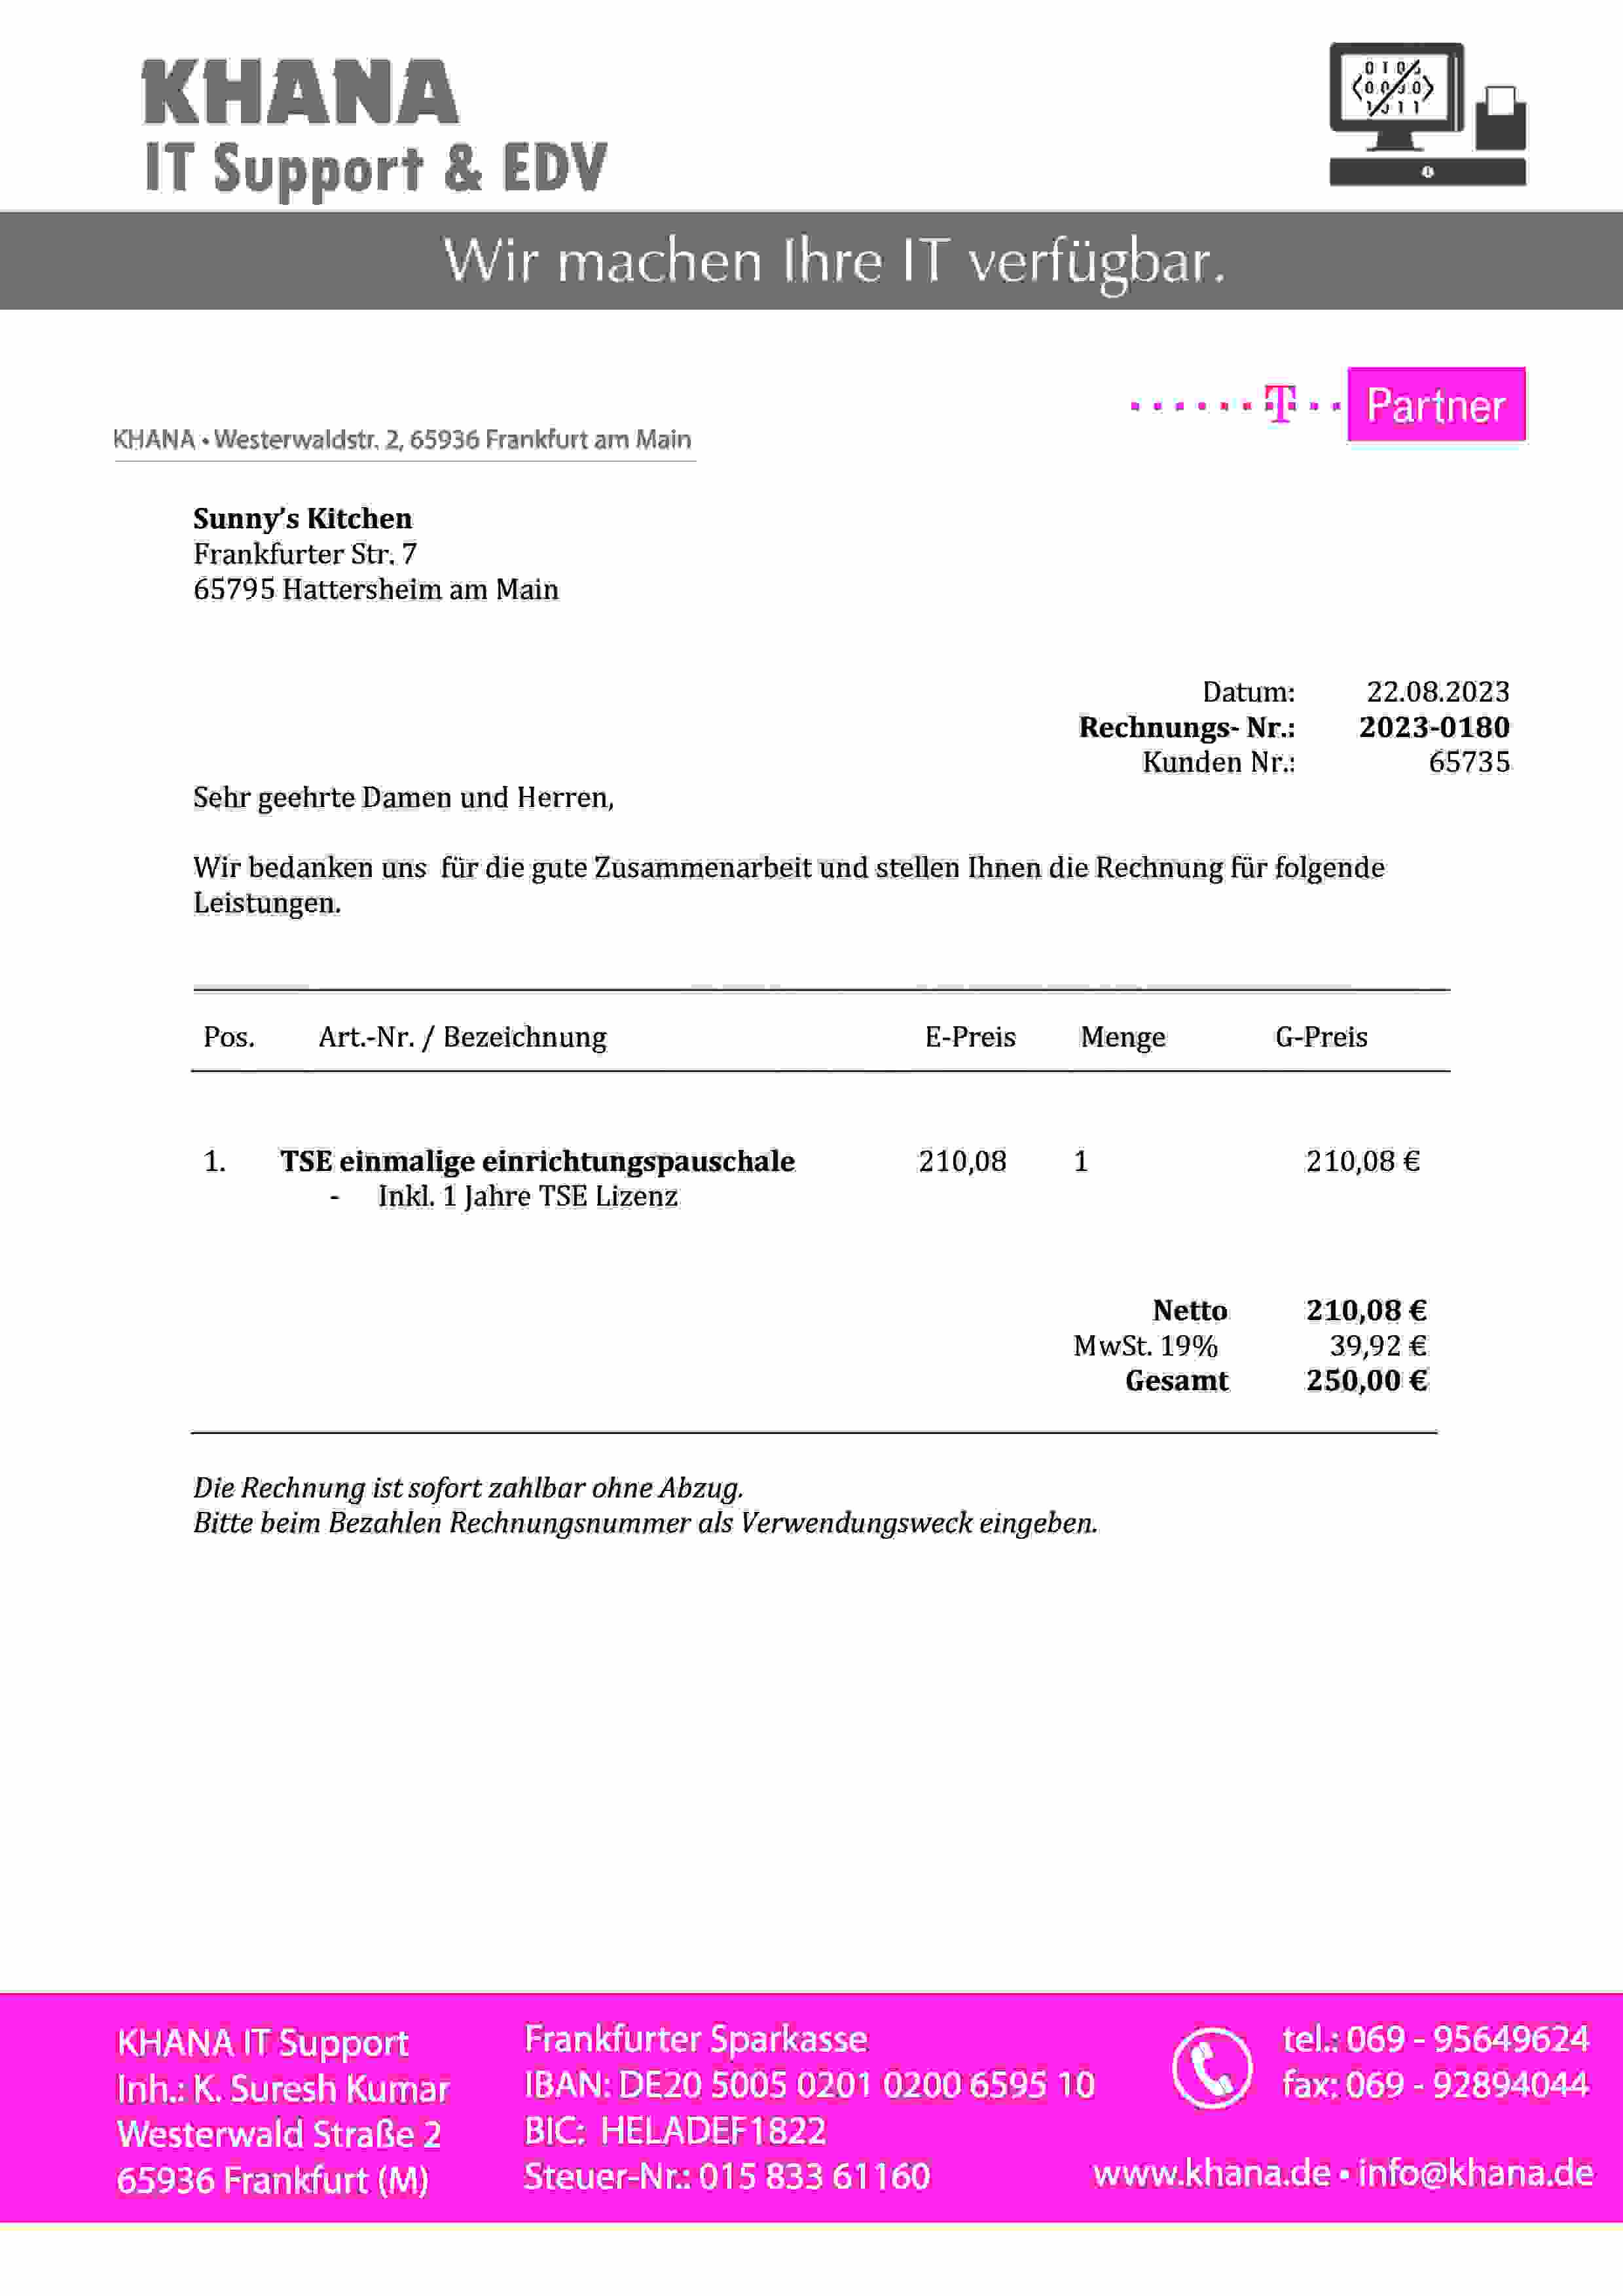 KHANA
IT Support & EDV
Wir machen Ihre IT verfügbar.
T Partner
KHANA • Westerwaldstr. 2, 65936 Frankfurt am Main
Sunny's Kitchen
Frankfurter Str. 7
65795 Hattersheim am Main
Datum: 22.08.2023
Rechnungs- Nr.: 2023-0180
Kunden Nr.: 65735
Sehr geehrte Damen und Herren,
Wir bedanken uns für die gute Zusammenarbeit und stellen Ihnen die Rechnung für folgende
Leistungen.
Pos. Art.-Nr. / Bezeichnung E-Preis Menge G-Preis
1. TSE einmalige einrichtungspauschale 210,08 1 210,08 €
- Inkl. 1 Jahre TSE Lizenz
Netto 210,08 €
MwSt. 19% 39,92 €
Gesamt 250,00 €
Die Rechnung ist sofort zahlbar ohne Abzug.
Bitte beim Bezahlen Rechnungsnummer als Verwendungsweck eingeben.
KHANA IT Support
Inh.: K. Suresh Kumar
Westerwald Straße 2
65936 Frankfurt (M)
Frankfurter Sparkasse
IBAN: DE20 5005 0201 0200 6595 10
BIC: HELADEF1822
Steuer-Nr.: 015 833 61160
tel.: 069 - 95649624
fax: 069 - 92894044
www.khana.de • info@khana.de